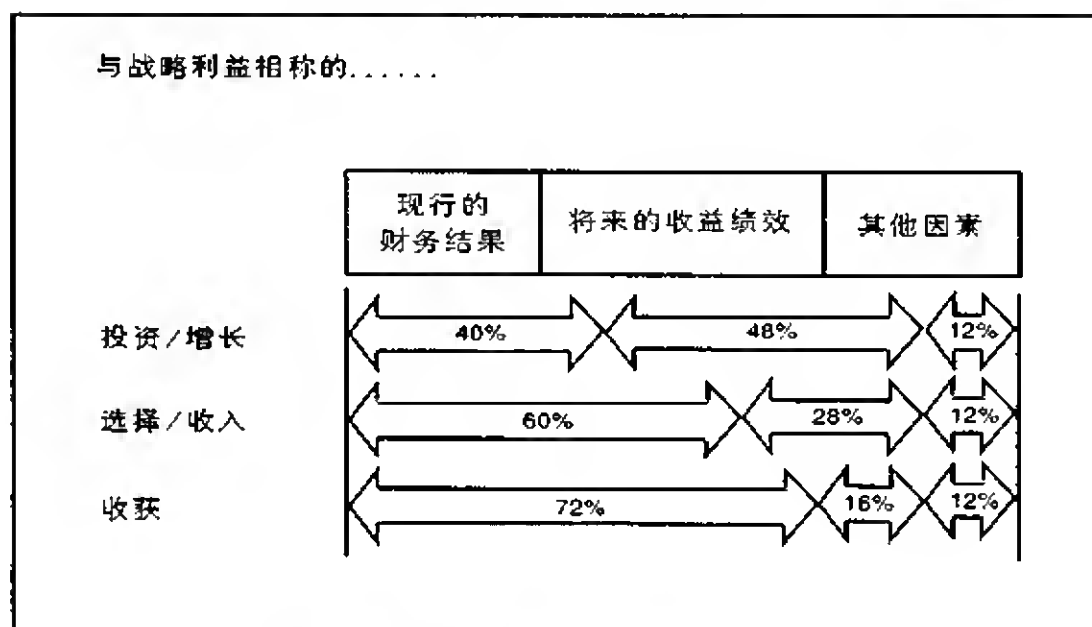 与战略利益相称的......
现行的
财务结果
将来的收益绩效
其他因素
投资/增长
40%
48%
12%
选择/收入
60%
28%
12%
收获
72%
16%
12%